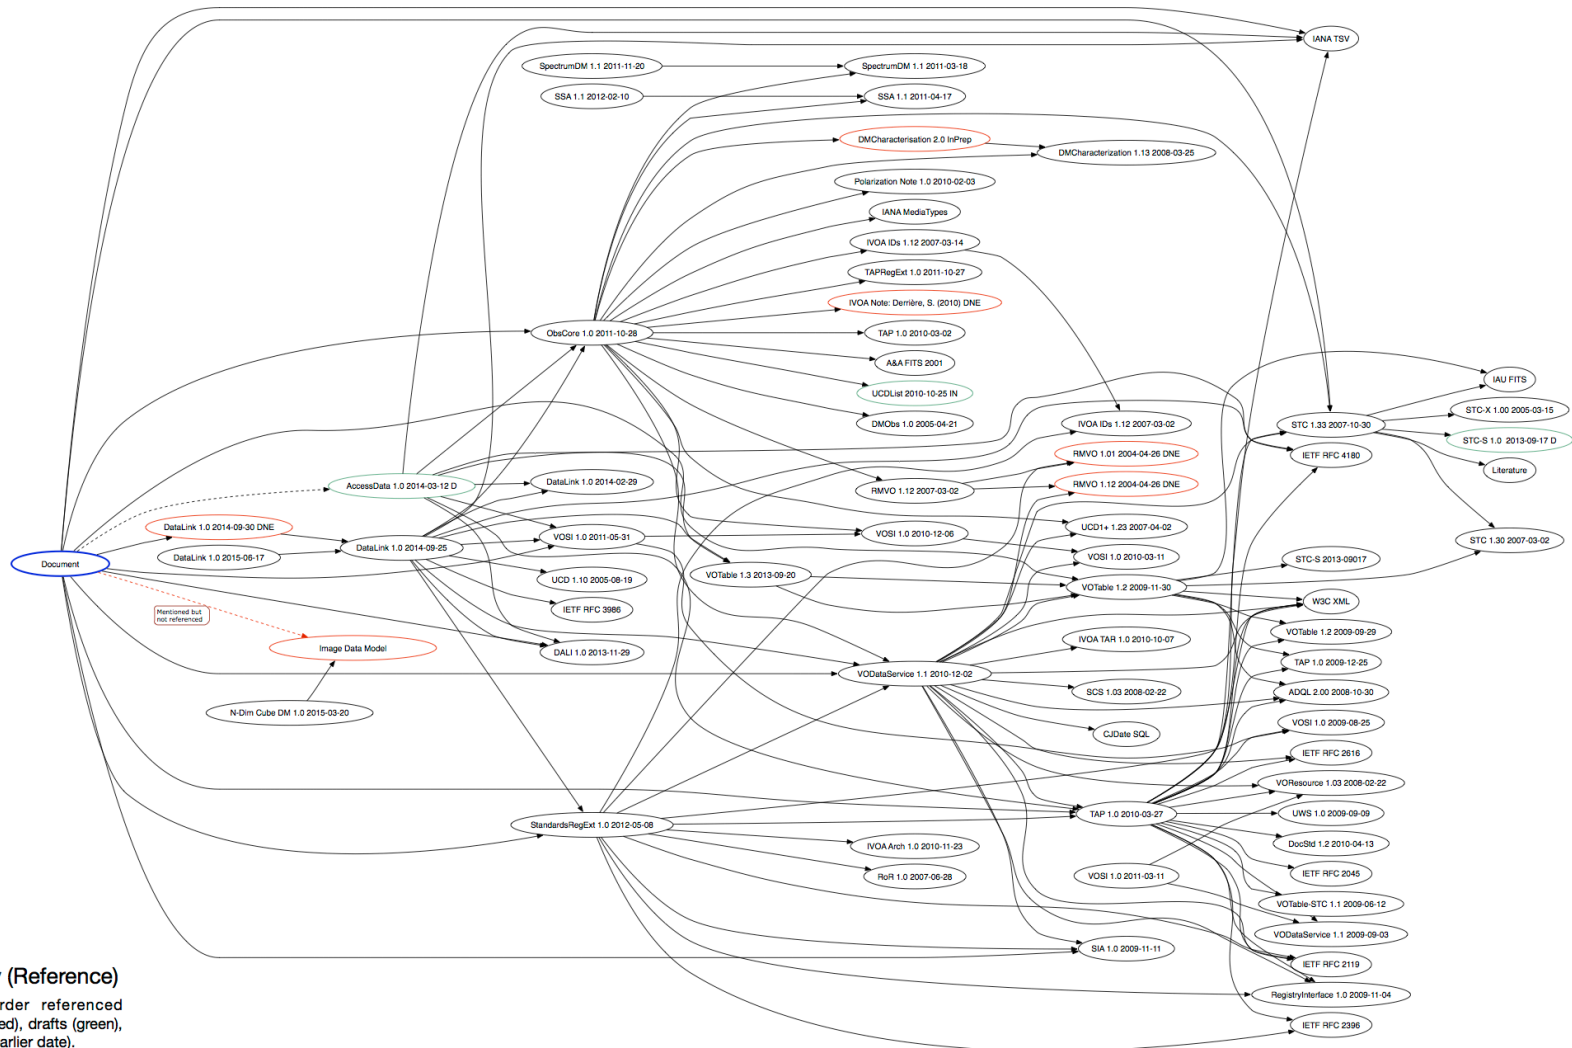 IANA TSV
SpectrumDM 1.1 2011-11-20
SpectrumDM 1.1 2011-03-18
SSA 1.1 2012-02-10
SSA 1.1 2011-04-17
DMCharacterisation 2.0 InPrep
DMCharacterization 1.13 2008-03-25
Polarization Note 1.0 2010-02-03
IANA MediaTypes
IVOA IDs 1.12 2007-03-14
TAPRegExt 1.0 2011-10-27
IVOA Note: Derrière, S. (2010) DNE
ObsCore 1.0 2011-10-28
TAP 1.0 2010-03-02
A&A FITS 2001
IAU FITS
UCDList 2010-10-25 IN
STC-X 1.00 2005-03-15
DMObs 1.0 2005-04-21
IVOA IDs 1.12 2007-03-02
STC 1.33 2007-10-30
STC-S 1.0 2013-09-17 D
RMVO 1.01 2004-04-26 DNE
IETF RFC 4180
Literature
AccessData 1.0 2014-03-12 D
DataLink 1.0 2014-02-29
RMVO 1.12 2007-03-02
RMVO 1.12 2004-04-26 DNE
DataLink 1.0 2014-09-30 DNE
UCD1+ 1.23 2007-04-02
VOSI 1.0 2011-05-31
VOSI 1.0 2010-12-06
STC 1.30 2007-03-02
DataLink 1.0 2014-09-25
DataLink 1.0 2015-06-17
VOSI 1.0 2010-03-11
STC-S 2013-09017
Document
VOTable 1.3 2013-09-20
UCD 1.10 2005-08-19
VOTable 1.2 2009-11-30
W3C XML
IETF RFC 3986
Mentioned but
not referenced
VOTable 1.2 2009-09-29
IVOA TAR 1.0 2010-10-07
Image Data Model
DALI 1.0 2013-11-29
TAP 1.0 2009-12-25
VODataService 1.1 2010-12-02
SCS 1.03 2008-02-22
ADQL 2.00 2008-10-30
N-Dim Cube DM 1.0 2015-03-20
VOSI 1.0 2009-08-25
CJDate SQL
IETF RFC 2616
VOResource 1.03 2008-02-22
TAP 1.0 2010-03-27
UWS 1.0 2009-09-09
StandardsRegExt 1.0 2012-05-08
IVOA Arch 1.0 2010-11-23
DocStd 1.2 2010-04-13
RoR 1.0 2007-06-28
VOSI 1.0 2011-03-11
IETF RFC 2045
VOTable-STC 1.1 2009-06-12
VODataService 1.1 2009-09-03
SIA 1.0 2009-11-11
IETF RFC 2119
RegistryInterface 1.0 2009-11-04
IETF RFC 2396
(Reference)
rder referenced
ed), drafts (green),
arlier date).